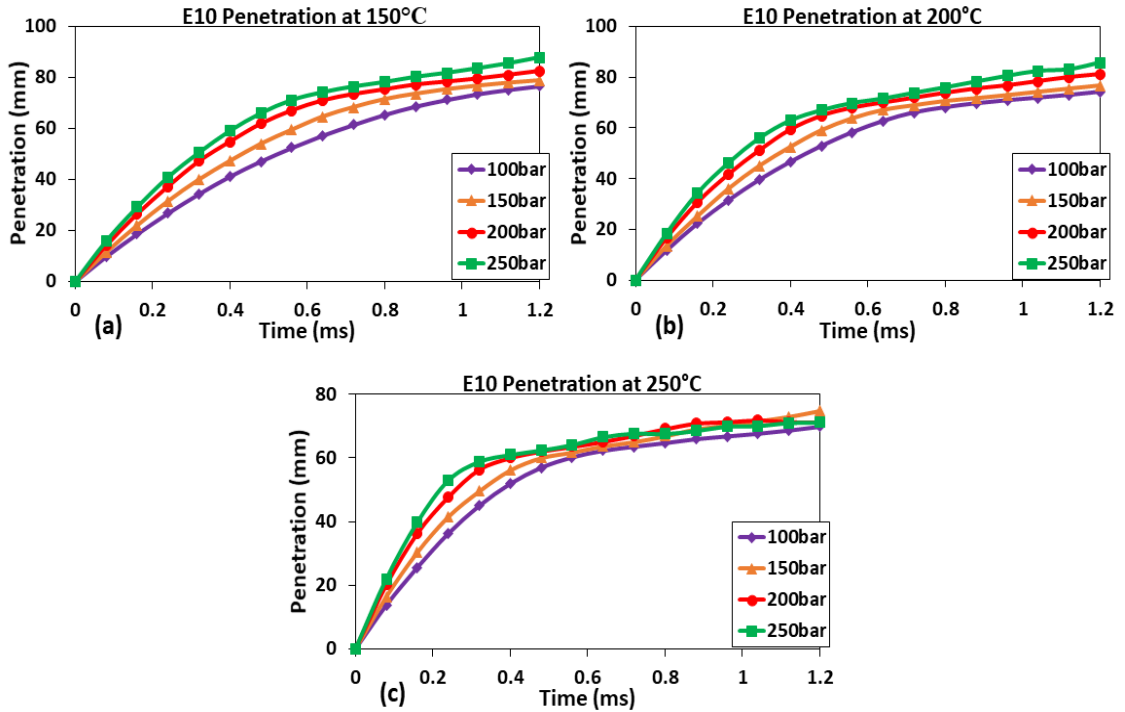 E10 Penetration at 150°C
Penetration (mm)
100
80
60
40
20
0
100bar
150bar
200bar
250bar
0 0.2 0.4 0.6 0.8 1 1.2
(a) Time (ms)
E10 Penetration at 200°C
Penetration (mm)
100
80
60
40
20
0
100bar
150bar
200bar
250bar
0 0.2 0.4 0.6 0.8 1 1.2
(b) Time (ms)
E10 Penetration at 250°C
Penetration (mm)
80
60
40
20
0
100bar
150bar
200bar
250bar
0 0.2 0.4 0.6 0.8 1 1.2
(c) Time (ms)